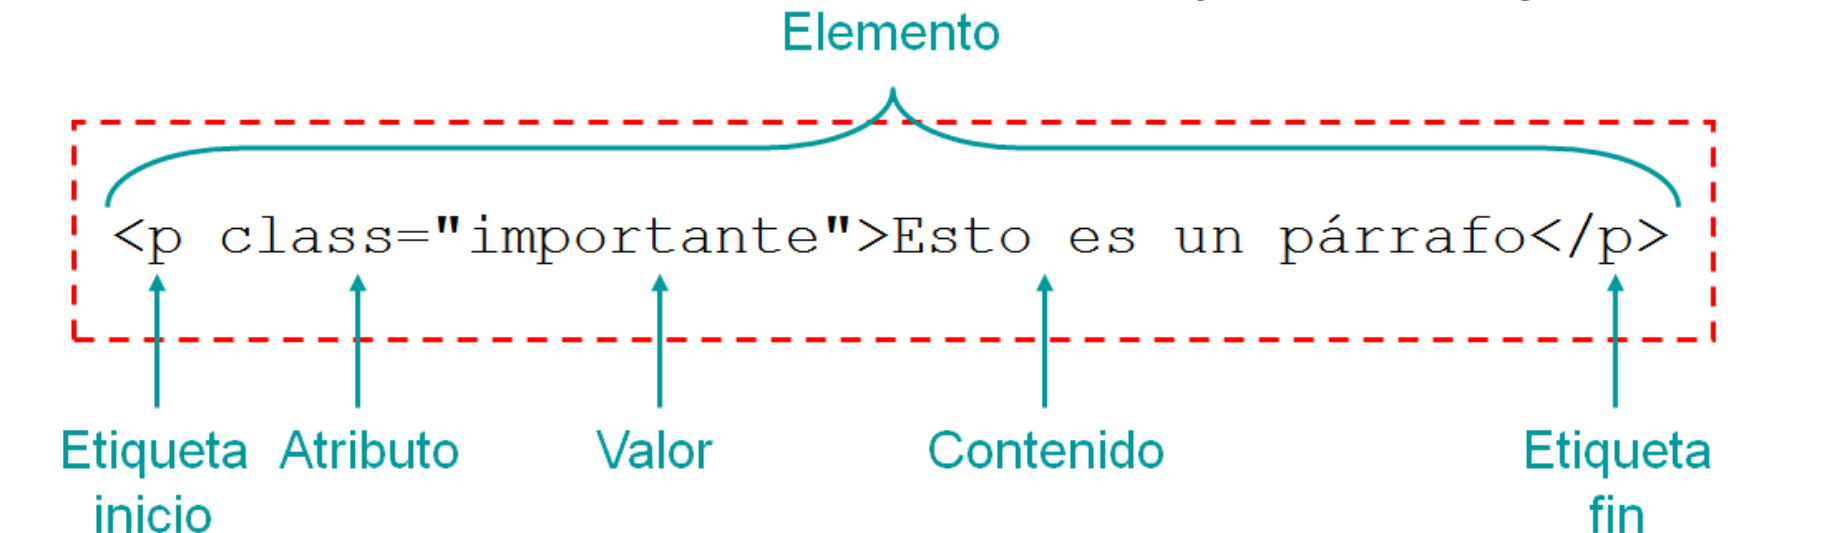 Elemento
<p class="importante">Esto es un párrafo</p>
Etiqueta Atributo Valor Contenido Etiqueta
inicio fin